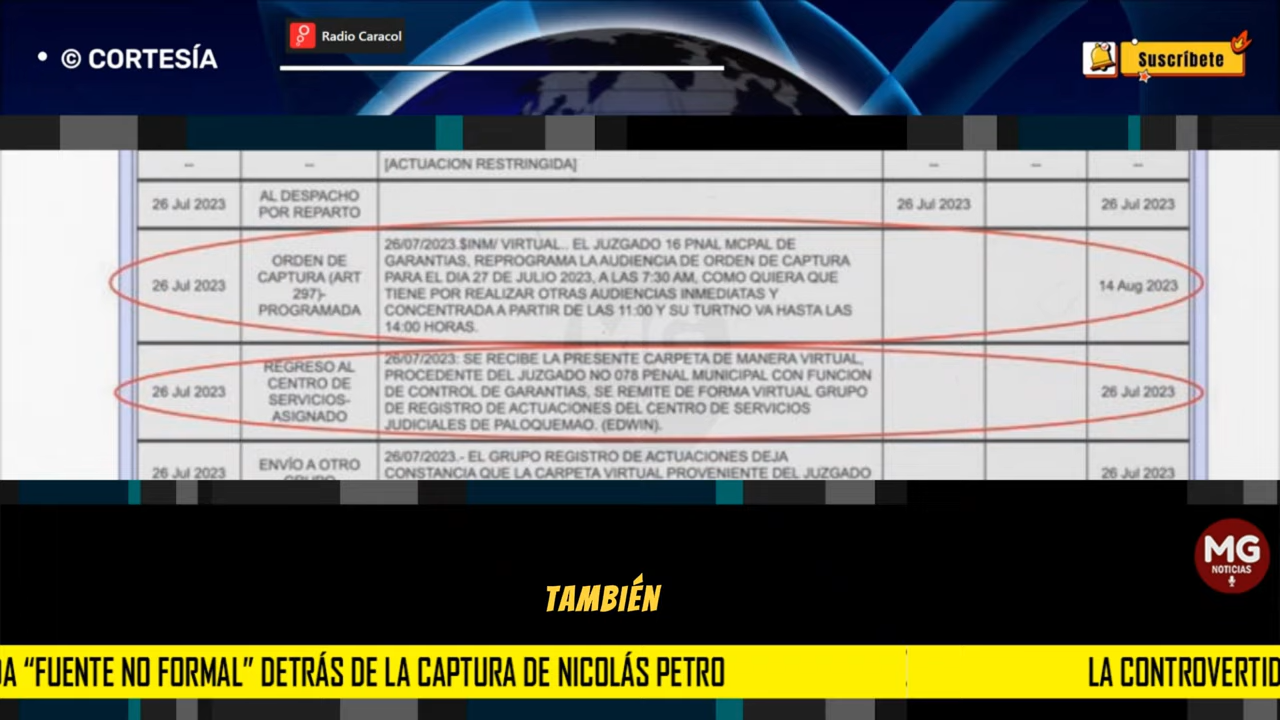 • © CORTESÍA
Radio Caracol
Suscríbete
-- -- [ACTUACION RESTRINGIDA] -- -- --
26 Jul 2023
AL DESPACHO
POR REPARTO
26 Jul 2023
26 Jul 2023
26 Jul 2023
ORDEN DE
CAPTURA (ART
297)-
PROGRAMADA
26/07/2023.$INM/ VIRTUAL.. EL JUZGADO 16 PNAL MCPAL DE
GARANTIAS, REPROGRAMA LA AUDIENCIA DE ORDEN DE CAPTURA
PARA EL DIA 27 DE JULIO 2023, A LAS 7:30 AM, COMO QUIERA QUE
TIENE POR REALIZAR OTRAS AUDIENCIAS INMEDIATAS Y
CONCENTRADA A PARTIR DE LAS 11:00 Y SU TURTNO VA HASTA LAS
14:00 HORAS.
14 Aug 2023
26 Jul 2023
REGRESO AL
CENTRO DE
SERVICIOS-
ASIGNADO
26/07/2023: SE RECIBE LA PRESENTE CARPETA DE MANERA VIRTUAL,
PROCEDENTE DEL JUZGADO NO 078 PENAL MUNICIPAL CON FUNCION
DE CONTROL DE GARANTIAS, SE REMITE DE FORMA VIRTUAL GRUPO
DE REGISTRO DE ACTUACIONES DEL CENTRO DE SERVICIOS
JUDICIALES DE PALOQUEMAO. (EDWIN).
26 Jul 2023
26 Jul 2023
ENVÍO A OTRO
GRUPO
26/07/2023.- EL GRUPO REGISTRO DE ACTUACIONES DEJA
CONSTANCIA QUE LA CARPETA VIRTUAL PROVENIENTE DEL JUZGADO
26 Jul 2023
MG
NOTICIAS
TAMBIÉN
DA “FUENTE NO FORMAL” DETRÁS DE LA CAPTURA DE NICOLÁS PETRO
LA CONTROVERTID